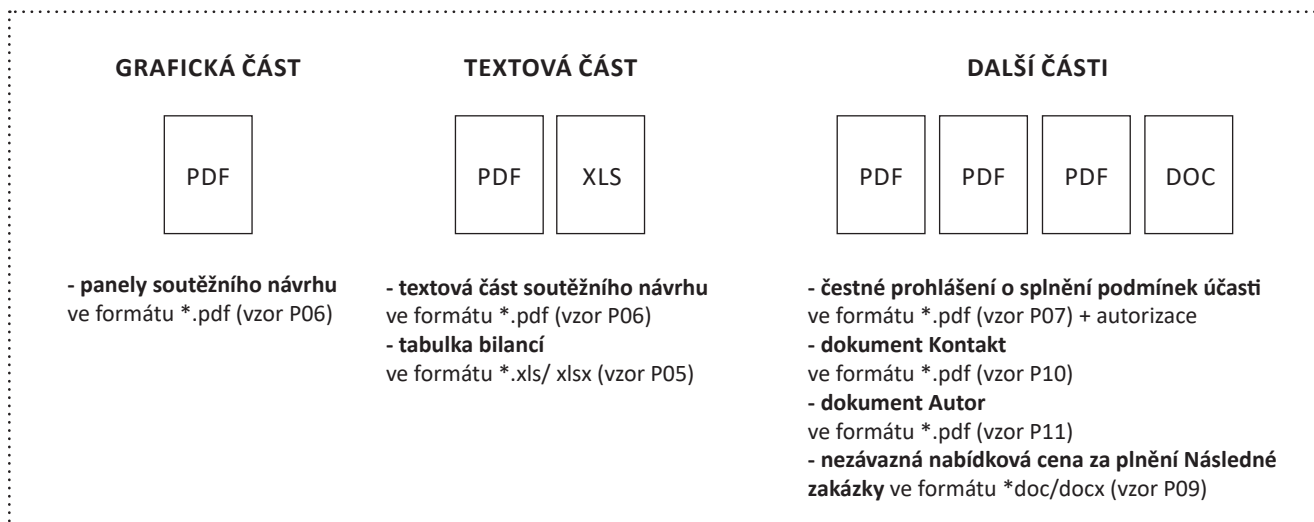 GRAFICKÁ ČÁST
PDF
- panely soutěžního návrhu
ve formátu *.pdf (vzor P06)
TEXTOVÁ ČÁST
PDF
XLS
- textová část soutěžního návrhu
ve formátu *.pdf (vzor P06)
- tabulka bilancí
ve formátu *.xls/ xlsx (vzor P05)
DALŠÍ ČÁSTI
PDF
PDF
PDF
DOC
- čestné prohlášení o splnění podmínek účasti
ve formátu *.pdf (vzor P07) + autorizace
- dokument Kontakt
ve formátu *.pdf (vzor P10)
- dokument Autor
ve formátu *.pdf (vzor P11)
- nezávazná nabídková cena za plnění Následné
zakázky ve formátu *doc/docx (vzor P09)